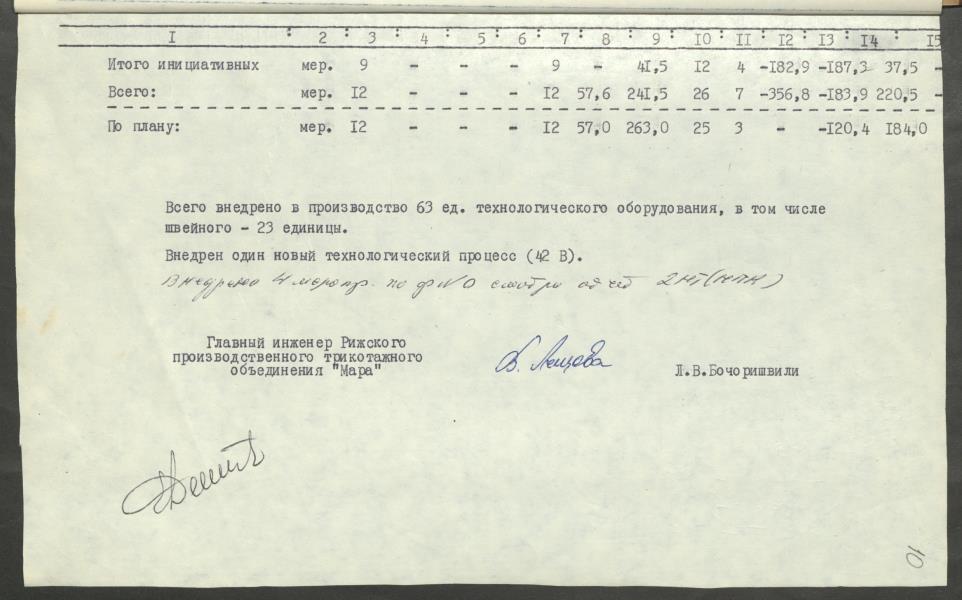 I : 2 : 3 : 4 : 5 : 6 : 7 : 8 : 9 : IO : II : I2 : I3 : I4 : I5
Итого инициативных мер. 9 - - - 9 - 4I,5 I2 4 -I82,9 -I87,3 37,5 -
Всего: мер. I2 - - - I2 57,6 24I,5 26 7 -356,8 -I83,9 220,5 -
По плану: мер. I2 - - - I2 57,0 263,0 25 3 - -I20,4 I84,0
Всего внедрено в производство 63 ед. технологического оборудования, в том числе
швейного - 23 единицы.
Внедрен один новый технологический процесс (42 В).
Внедрено 4 меропр. по
Главный инженер Рижского
производственного трикотажного
объединения "Мара"
Л.В.Бочоришвили
10